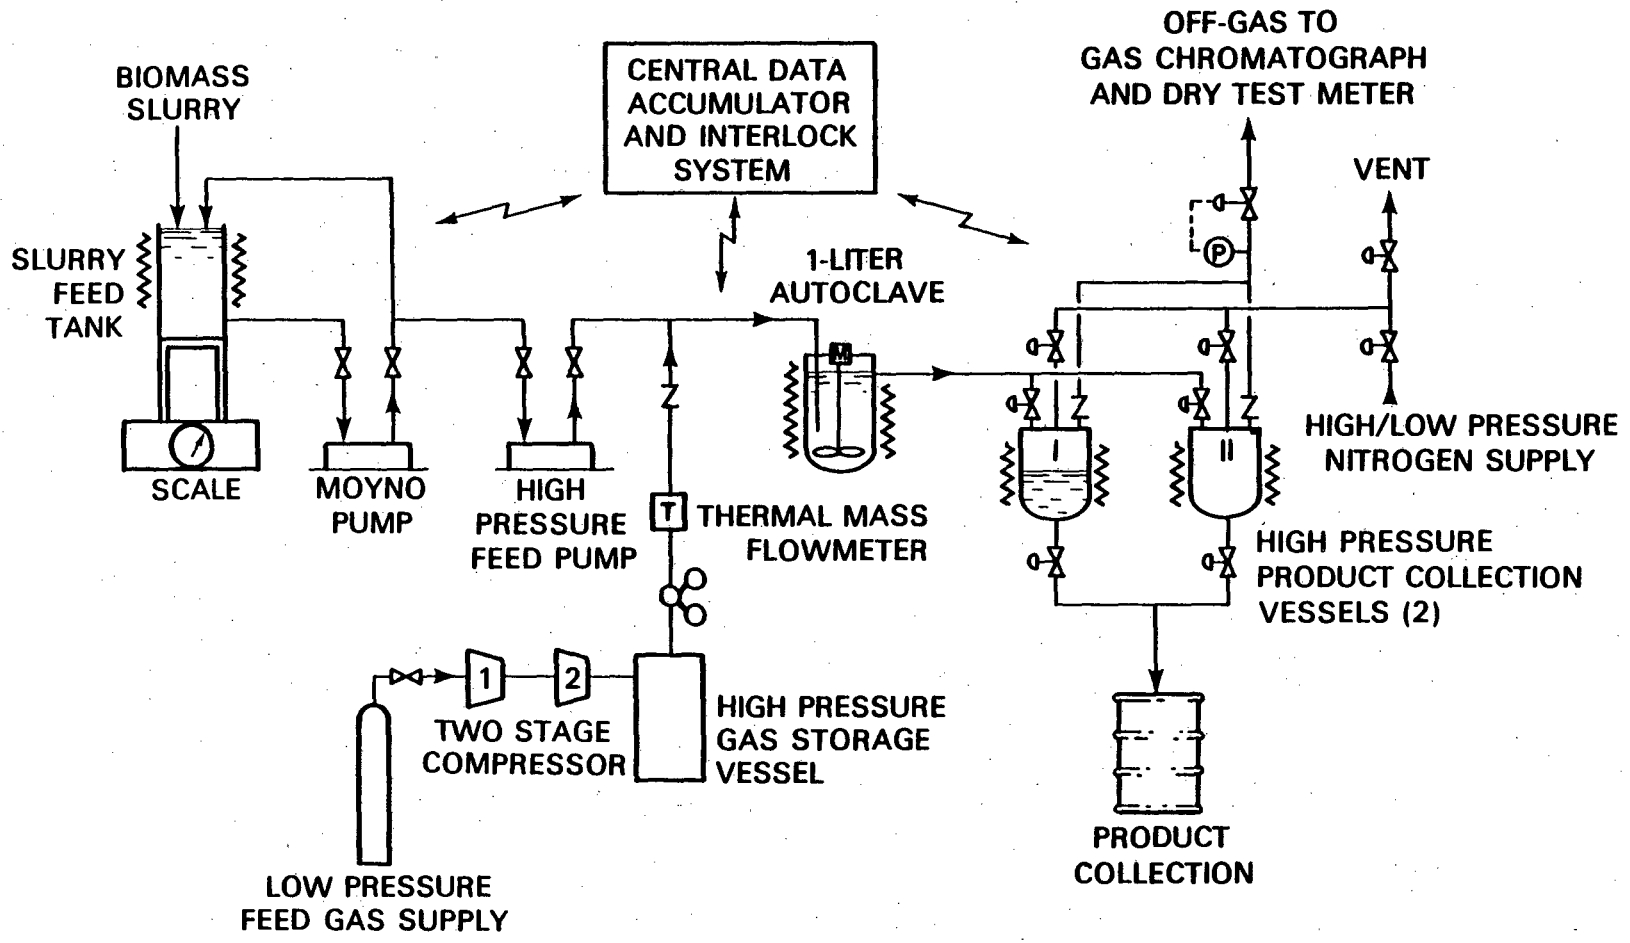 OFF-GAS TO
GAS CHROMATOGRAPH
AND DRY TEST METER
CENTRAL DATA
ACCUMULATOR
AND INTERLOCK
SYSTEM
BIOMASS
SLURRY
VENT
SLURRY
FEED
TANK
1-LITER
AUTOCLAVE
P
M
HIGH/LOW PRESSURE
NITROGEN SUPPLY
I
II
SCALE
MOYNO
PUMP
HIGH
PRESSURE
FEED PUMP
T
THERMAL MASS
FLOWMETER
HIGH PRESSURE
PRODUCT COLLECTION
VESSELS (2)
1
2
TWO STAGE
COMPRESSOR
HIGH PRESSURE
GAS STORAGE
VESSEL
PRODUCT
COLLECTION
LOW PRESSURE
FEED GAS SUPPLY